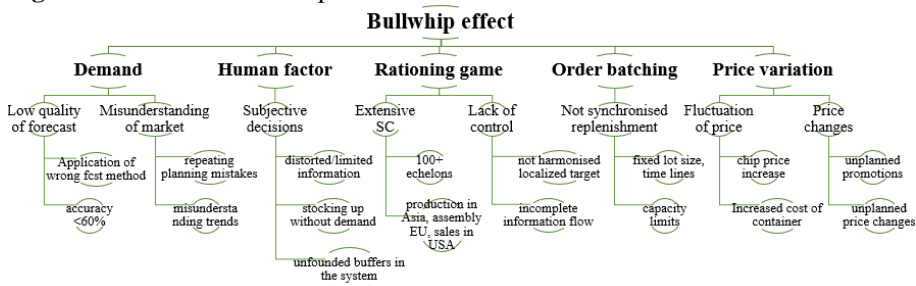 Bullwhip effect
Demand
Human factor
Rationing game
Order batching
Price variation
Low quality
of forecast
Misunderstanding
of market
Subjective
decisions
Extensive
SC
Lack of
control
Not synchronised
replenishment
Fluctuation
of price
Price
changes
Application of
wrong fcst method
repeating
planning mistakes
distorted/limited
information
100+
echelons
not harmonised
localized target
fixed lot size,
time lines
chip price
increase
unplanned
promotions
accuracy
<60%
misundersta
nding trends
stocking up
without demand
production in
Asia, assembly
EU, sales in
USA
incomplete
information flow
capacity
limits
Increased cost of
container
unplanned
price changes
unfounded buffers in
the system